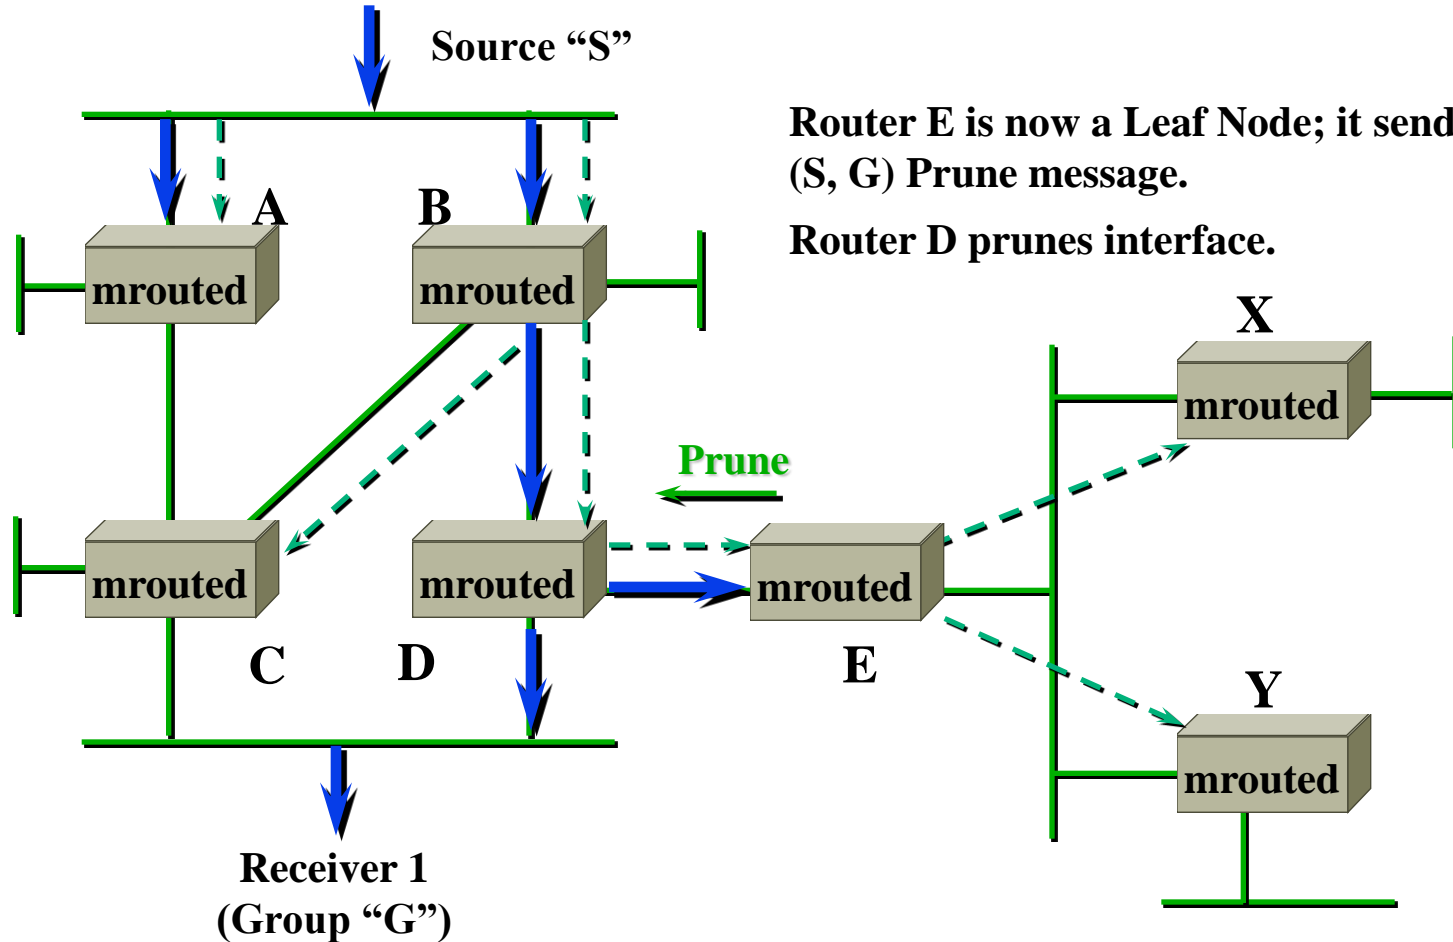 Source “S”
Router E is now a Leaf Node; it send
(S, G) Prune message.
Router D prunes interface.
A
B
mrouted
mrouted
X
mrouted
Prune
mrouted
mrouted
mrouted
C
D
E
Y
mrouted
Receiver 1
(Group “G”)